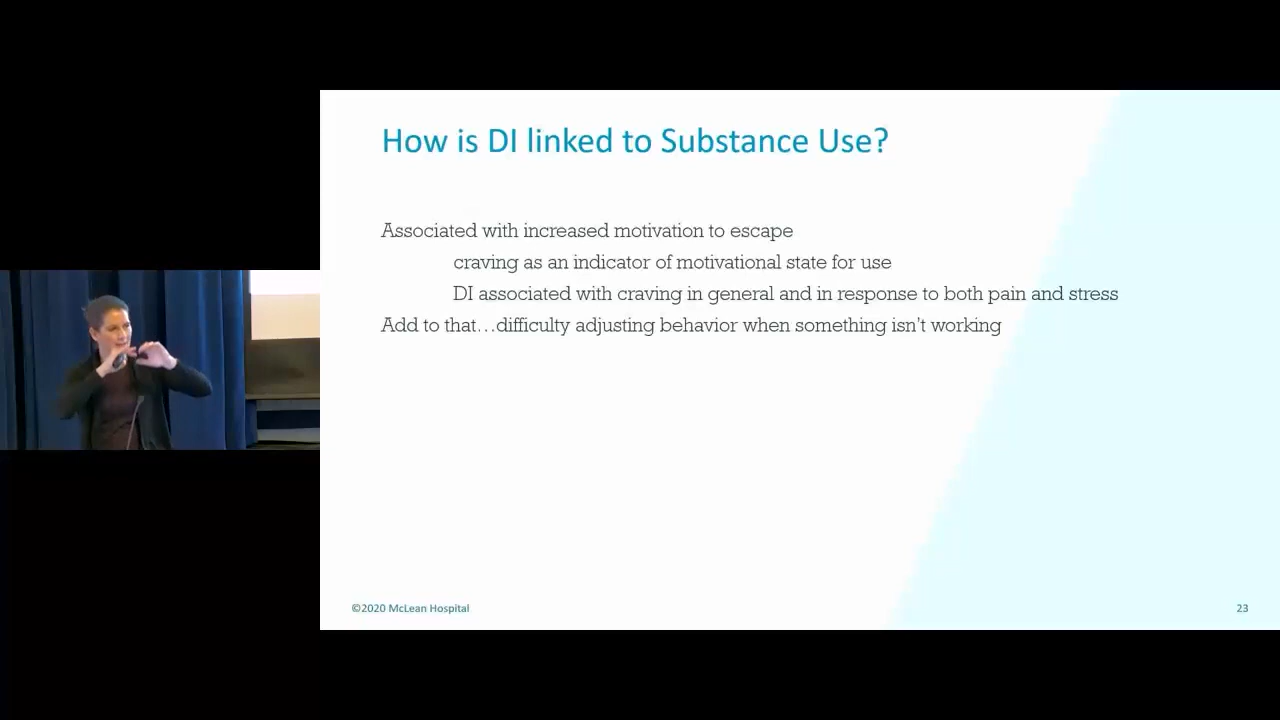 How is DI linked to Substance Use?
Associated with increased motivation to escape
craving as an indicator of motivational state for use
DI associated with craving in general and in response to both pain and stress
Add to that…difficulty adjusting behavior when something isn't working
©2020 McLean Hospital
23